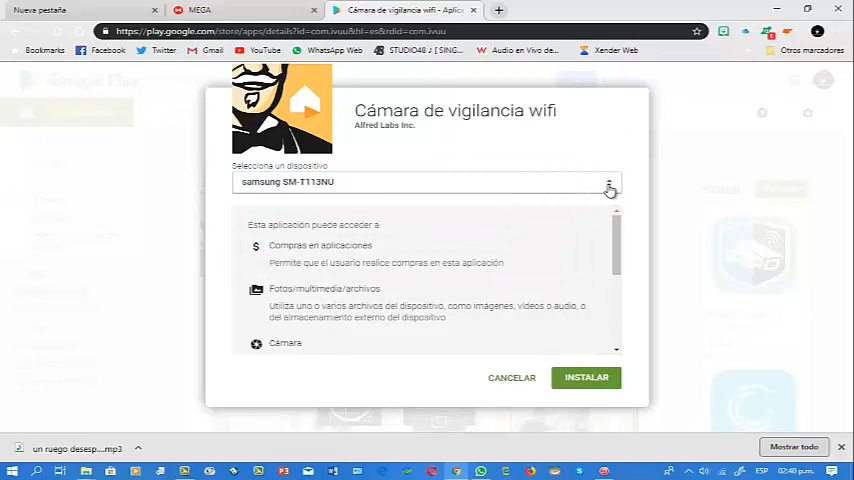 Nueva pestaña
MEGA
Cámara de vigilancia wifi - Aplic
https://play.google.com/store/apps/details?id=com.ivuu&hl=es&rdid=com.ivuu
Bookmarks
Facebook
Twitter
Gmail
YouTube
WhatsApp Web
STUDIO48 ♪ [ SING...
Audio en Vivo de...
Xender Web
Otros marcadores
Google Play
Cámara de vigilancia wifi
Alfred Labs Inc.
Selecciona un dispositivo
samsung SM-T113NU
Esta aplicación puede acceder a:
Compras en aplicaciones
Permite que el usuario realice compras en esta aplicación
Fotos/multimedia/archivos
Utiliza uno o varios archivos del dispositivo, como imágenes, vídeos o audio, o
del almacenamiento externo del dispositivo
Cámara
CANCELAR
INSTALAR
un ruego desesp....mp3
Mostrar todo
ESP
02:40 p.m.